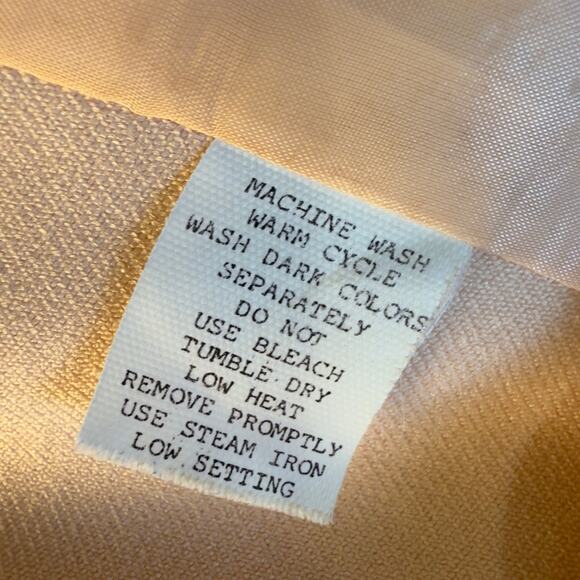 MACHINE WASH
WARM CYCLE
WASH DARK COLORS
SEPARATELY
DO NOT
USE BLEACH
TUMBLE DRY
LOW HEAT
REMOVE PROMPTLY
USE STEAM IRON
LOW SETTING